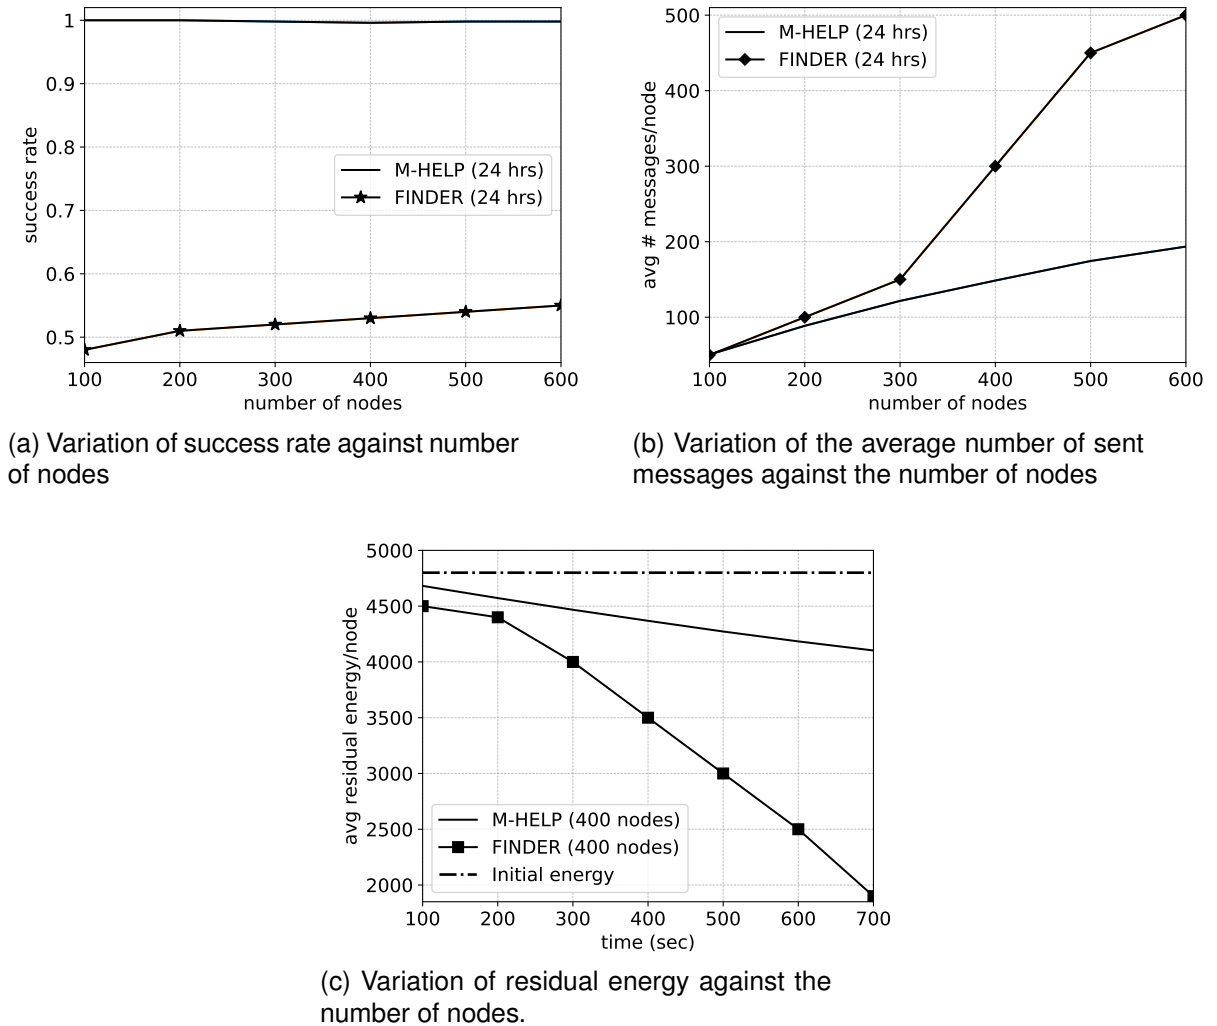 1
0.9
0.8
0.7
0.6
0.5
success rate
M-HELP (24 hrs)
FINDER (24 hrs)
100 200 300 400 500 600
number of nodes
(a) Variation of success rate against number
of nodes
500
400
300
200
100
avg # messages/node
M-HELP (24 hrs)
FINDER (24 hrs)
100 200 300 400 500 600
number of nodes
(b) Variation of the average number of sent
messages against the number of nodes
5000
4500
4000
3500
3000
2500
2000
avg residual energy/node
M-HELP (400 nodes)
FINDER (400 nodes)
Initial energy
100 200 300 400 500 600 700
time (sec)
(c) Variation of residual energy against the
number of nodes.